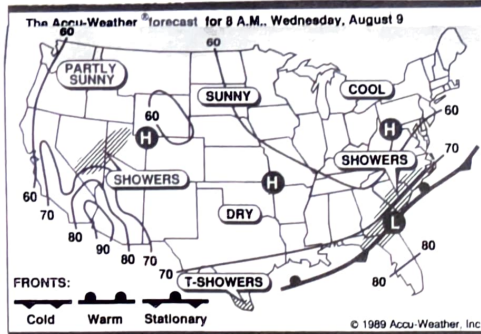 The Accu-Weather ® forecast for 8 A.M., Wednesday, August 9
60
60
PARTLY
SUNNY
SUNNY
COOL
60
H
H
60
SHOWERS
70
SHOWERS
H
60
70
DRY
L
80
90
80
70
70
T-SHOWERS
80
80
FRONTS:
Cold
Warm
Stationary
© 1989 Accu-Weather, Inc